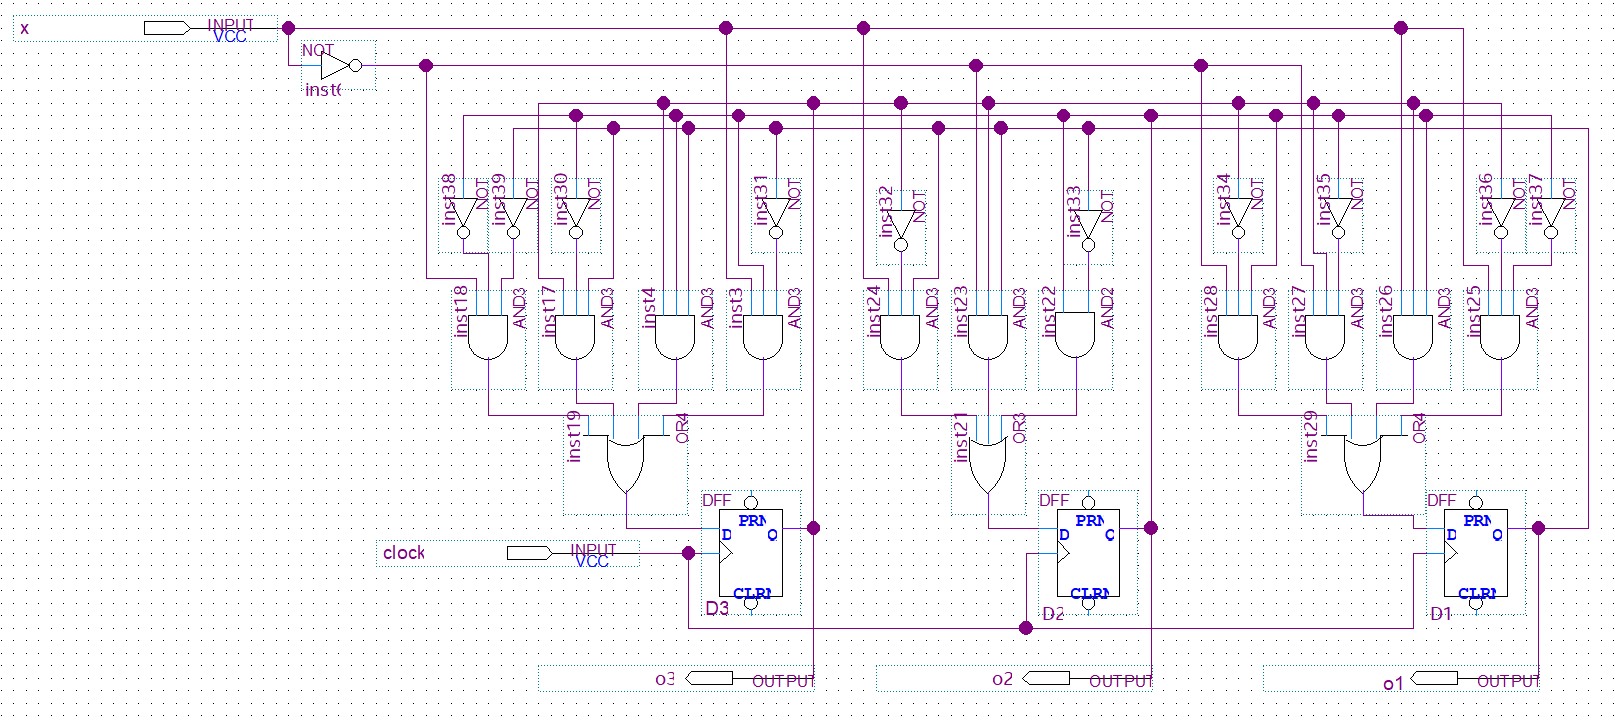 x
INPUT
VCC
NOT
inst6
inst38
NOT
inst39
NOT
inst30
NOT
inst31
NOT
inst32
NOT
inst33
NOT
inst34
NOT
inst35
NOT
inst36
NOT
inst37
NOT
inst18
AND3
inst17
AND3
inst4
AND3
inst3
AND3
inst24
AND3
inst23
AND3
inst22
AND2
inst28
AND3
inst27
AND3
inst26
AND3
inst25
AND3
inst19
OR4
inst21
OR3
inst29
OR4
DFF
PRN
D
Q
CLRN
D3
DFF
PRN
D
Q
CLRN
D2
DFF
PRN
D
Q
CLRN
D1
clock
INPUT
VCC
o3
OUTPUT
o2
OUTPUT
o1
OUTPUT